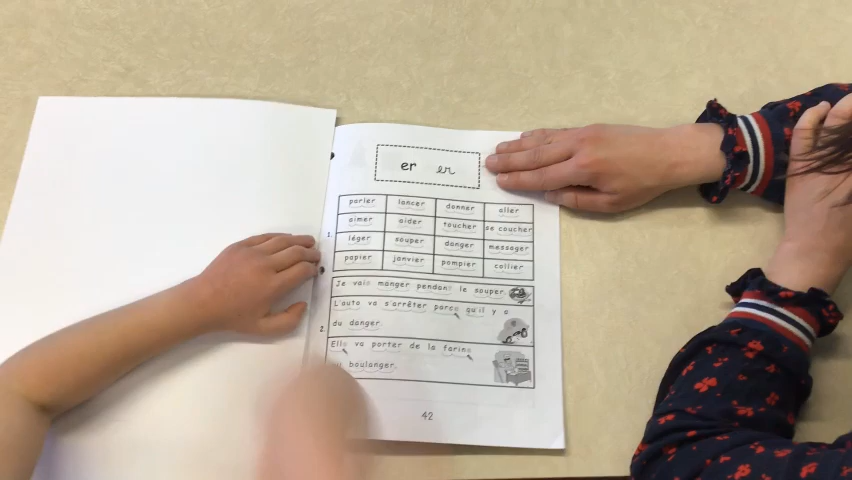 er er
parler lancer donner aller
aimer aider toucher se coucher
1. léger souper danger messager
papier janvier pompier collier
Je vais manger pendant le souper.
L'auto va s'arrêter parce qu'il y a
2. du danger.
Elle va porter de la farine
boulanger.
42